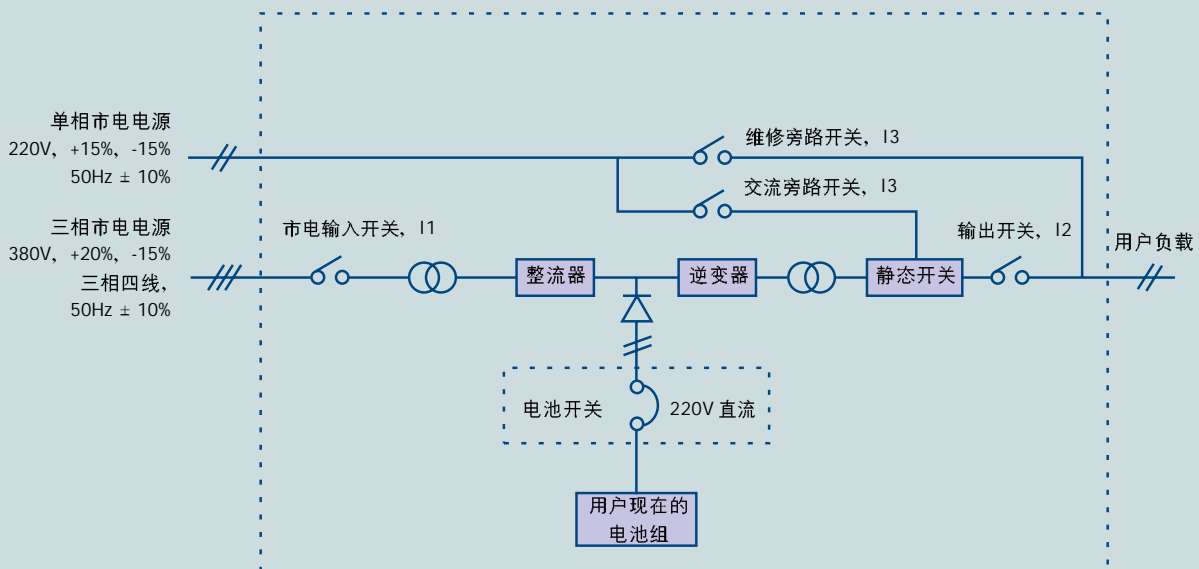 单相市电电源
220V, +15%, -15%
50Hz ± 10%
维修旁路开关, I3
交流旁路开关, I3
三相市电电源
380V, +20%, -15%
三相四线,
50Hz ± 10%
市电输入开关, I1
输出开关, I2
用户负载
整流器
逆变器
静态开关
电池开关
220V 直流
用户现在的
电池组